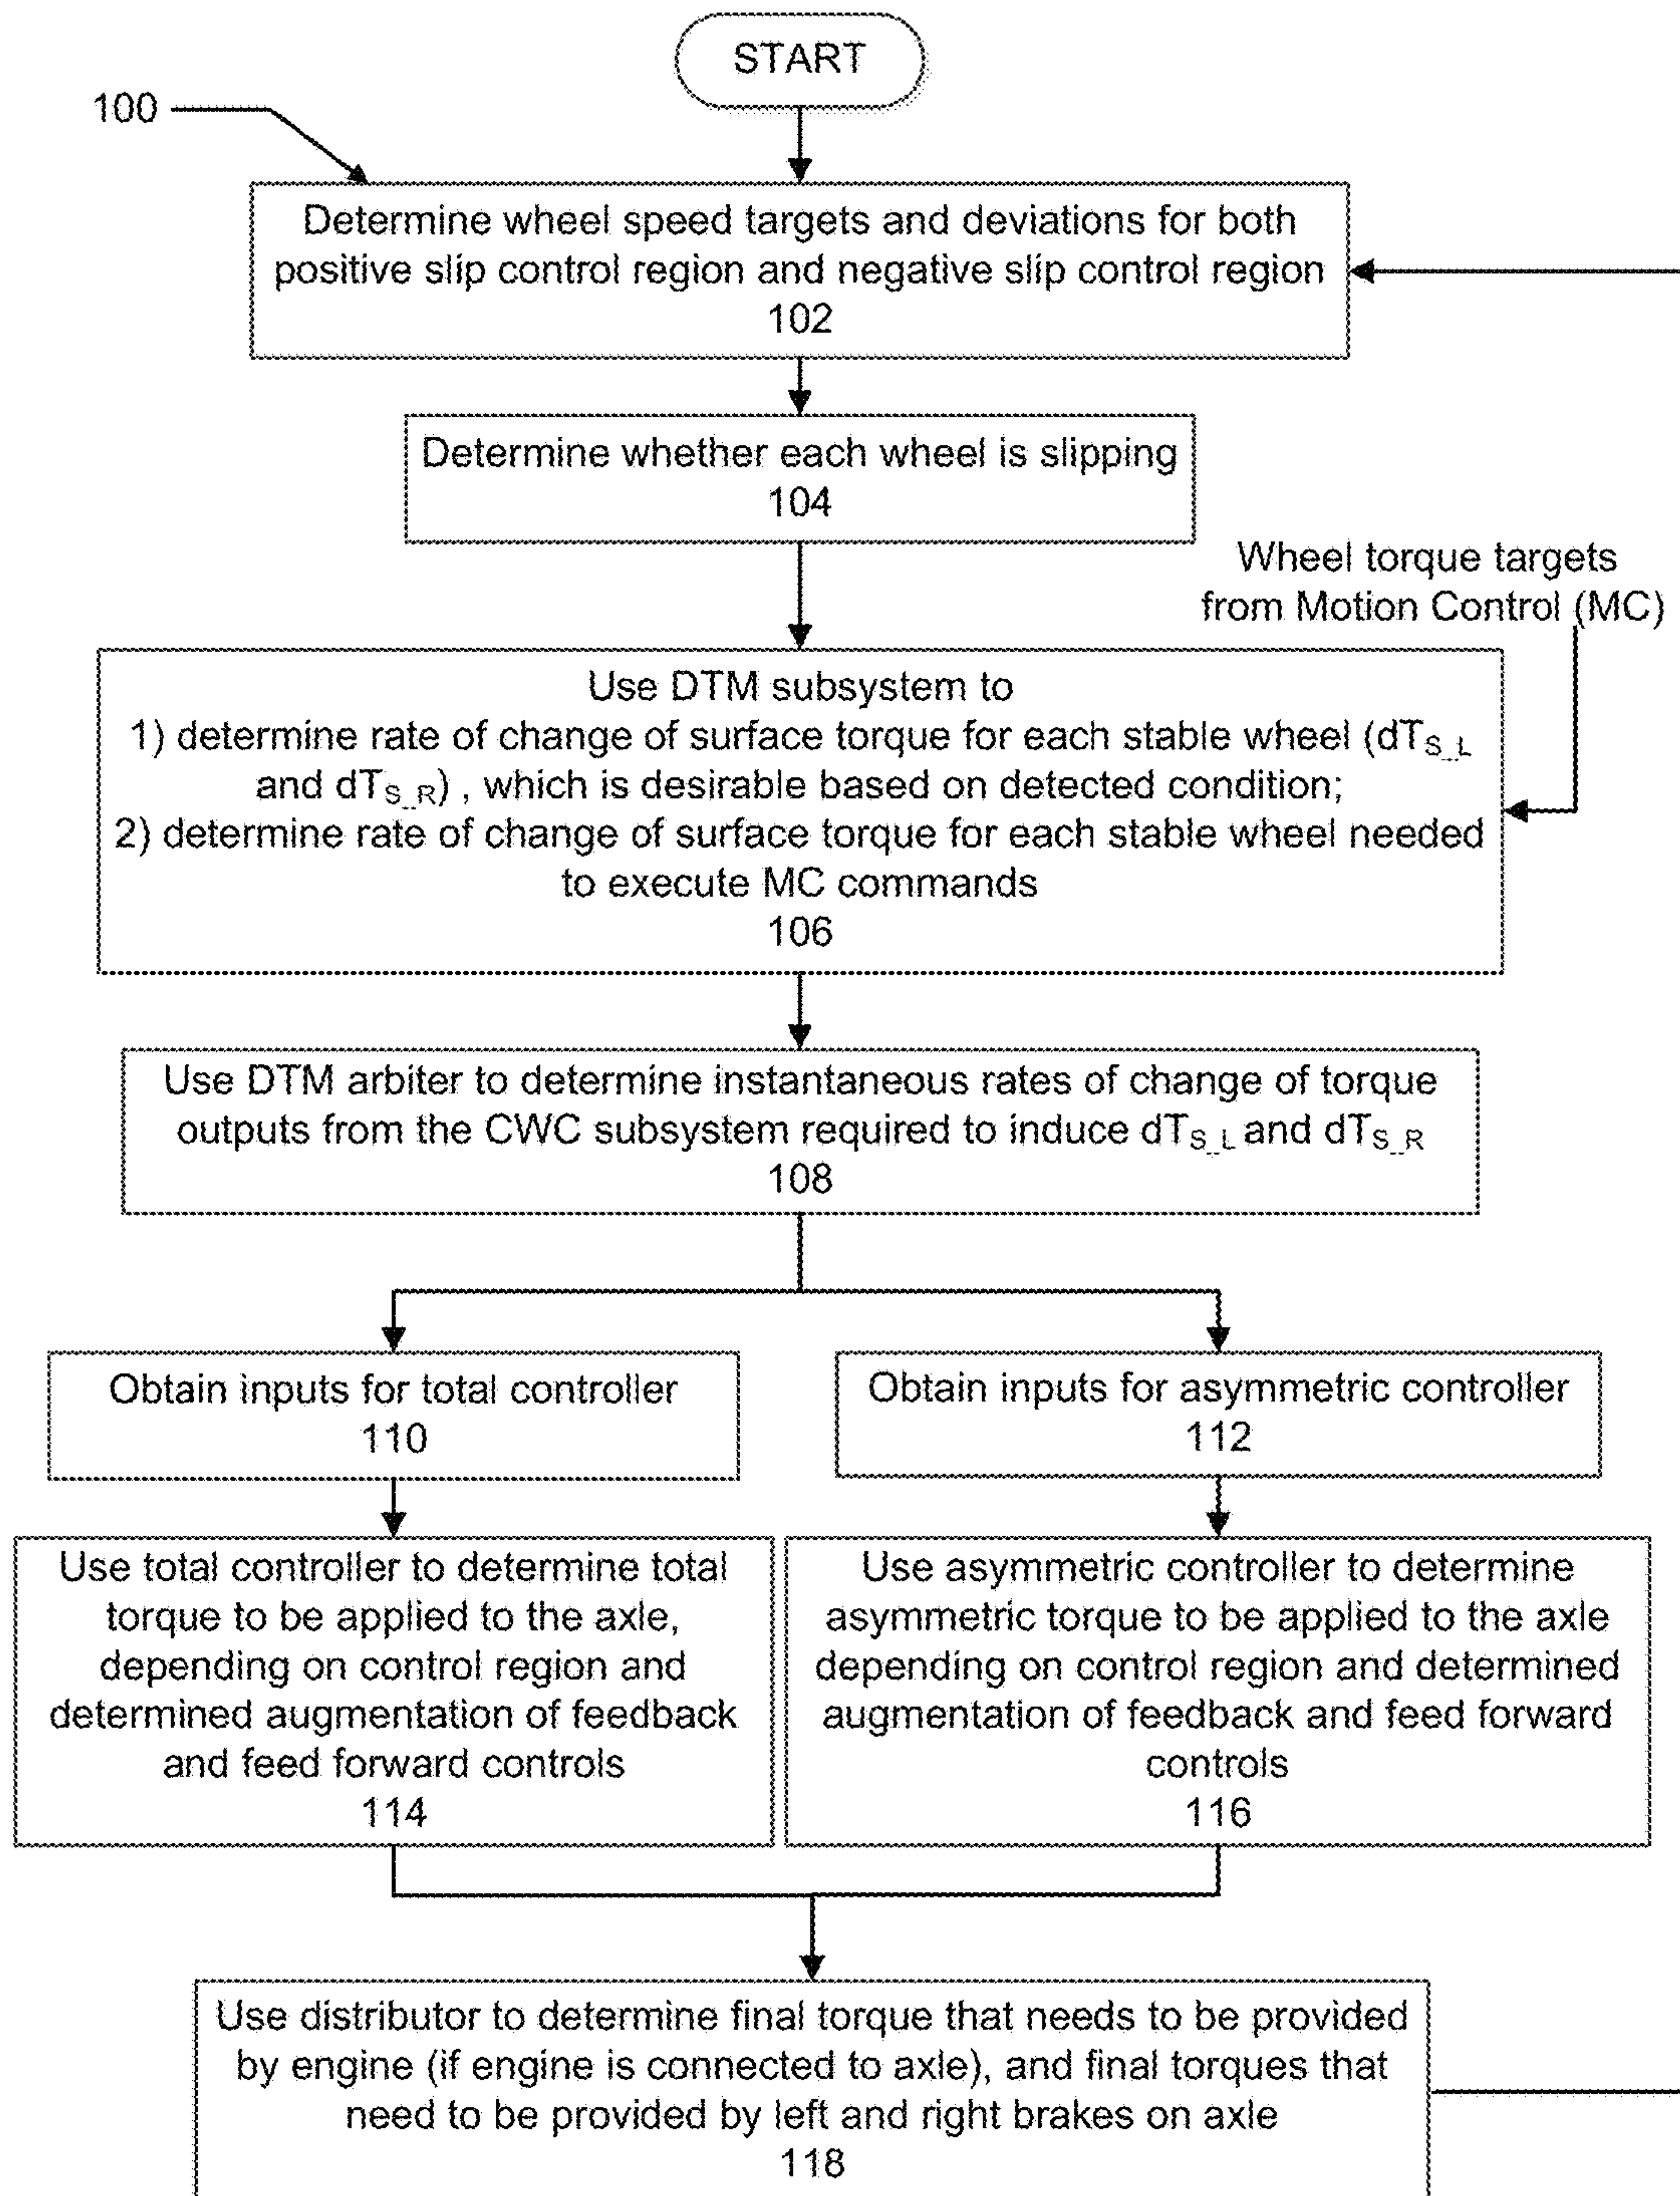 START
100
Determine wheel speed targets and deviations for both
positive slip control region and negative slip control region
102
Determine whether each wheel is slipping
104
Wheel torque targets
from Motion Control (MC)
Use DTM subsystem to
1) determine rate of change of surface torque for each stable wheel (dTS_L
and dTS_R) , which is desirable based on detected condition;
2) determine rate of change of surface torque for each stable wheel needed
to execute MC commands
106
Use DTM arbiter to determine instantaneous rates of change of torque
outputs from the CWC subsystem required to induce dTS_L and dTS_R
108
Obtain inputs for total controller
110
Obtain inputs for asymmetric controller
112
Use total controller to determine total
torque to be applied to the axle,
depending on control region and
determined augmentation of feedback
and feed forward controls
114
Use asymmetric controller to determine
asymmetric torque to be applied to the axle
depending on control region and determined
augmentation of feedback and feed forward
controls
116
Use distributor to determine final torque that needs to be provided
by engine (if engine is connected to axle), and final torques that
need to be provided by left and right brakes on axle
118